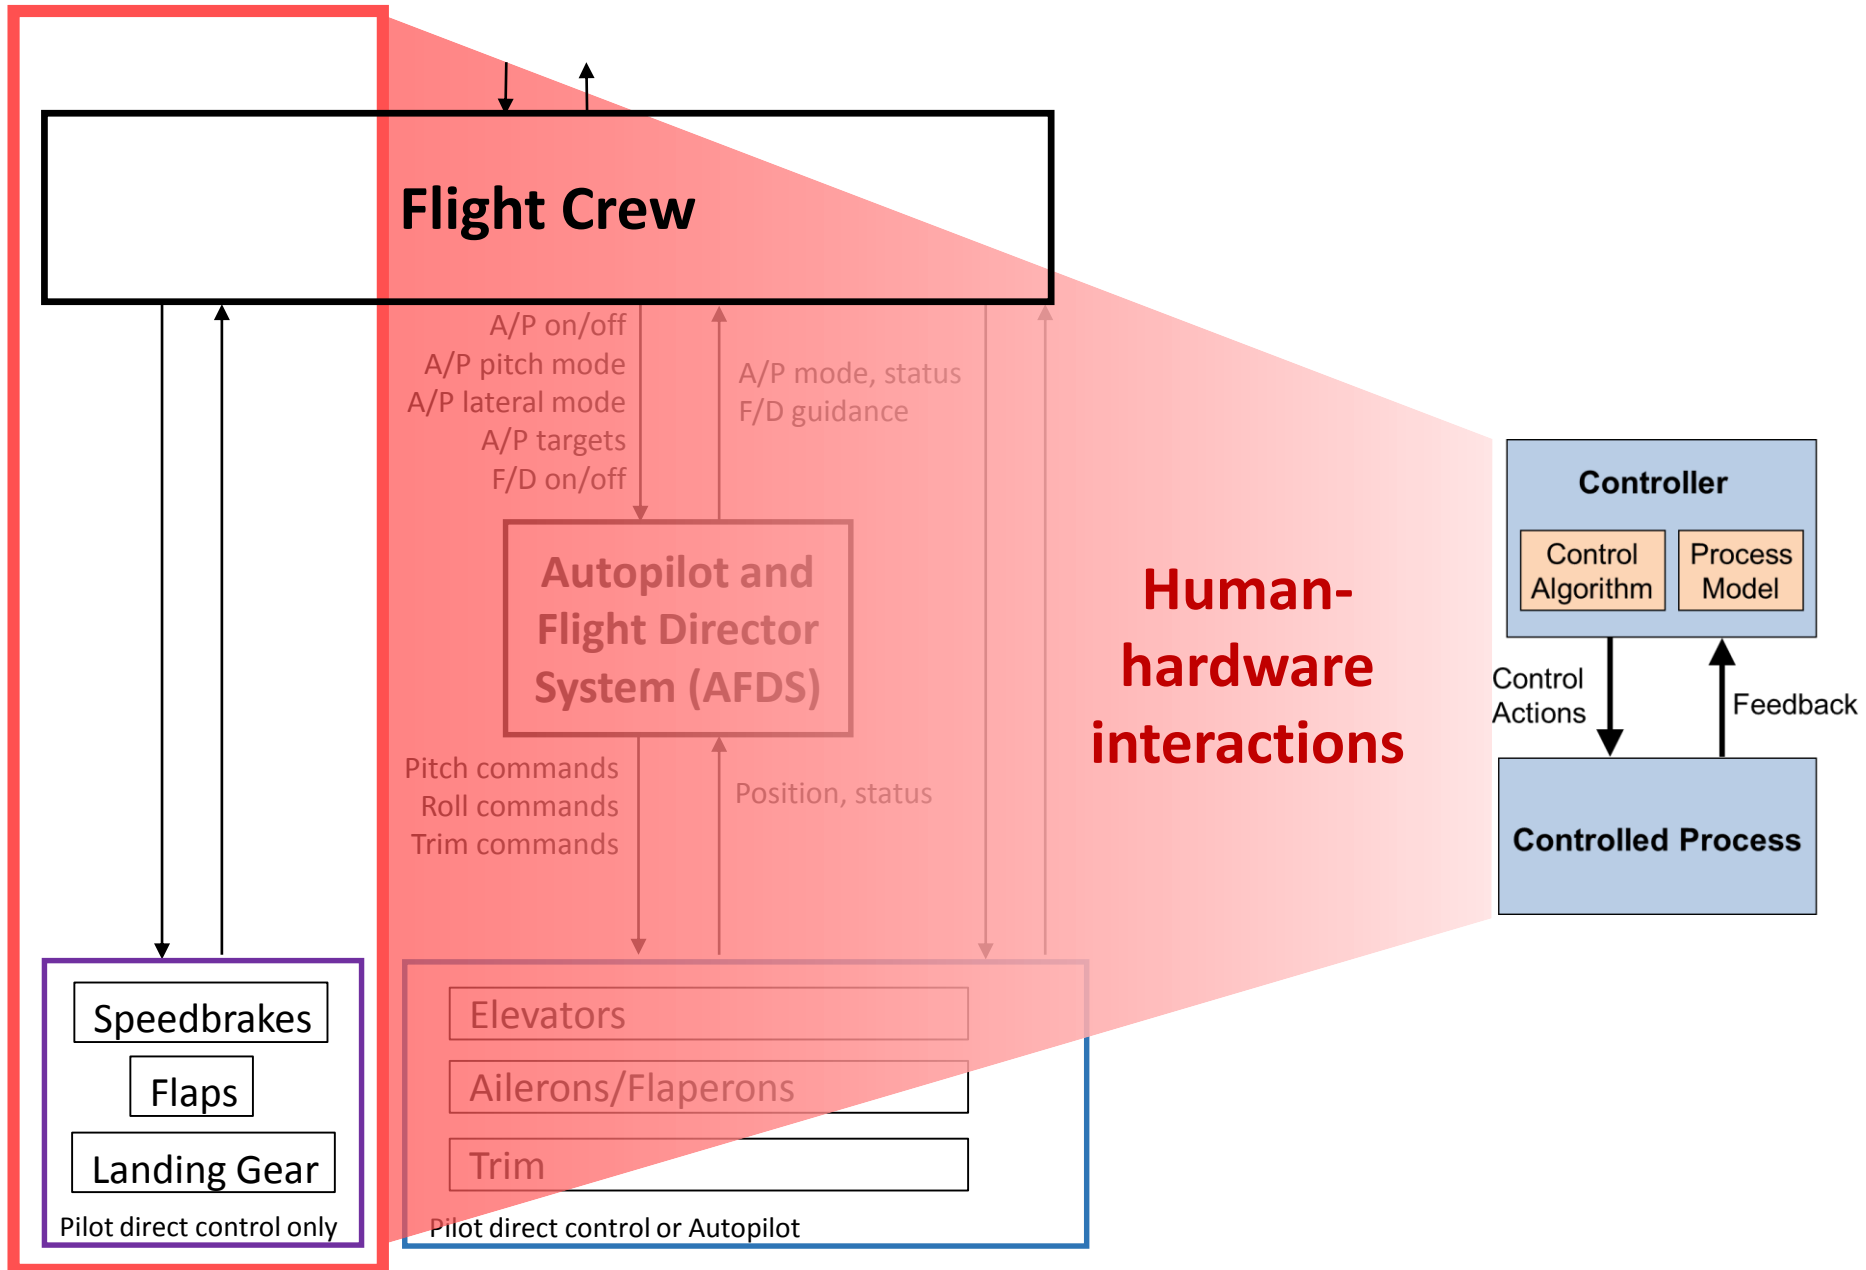 Flight Crew
A/P on/off
A/P pitch mode
A/P lateral mode
A/P targets
F/D on/off
A/P mode, status
F/D guidance
Autopilot and
Flight Director
System (AFDS)
Pitch commands
Roll commands
Trim commands
Position, status
Speedbrakes
Flaps
Landing Gear
Pilot direct control only
Elevators
Ailerons/Flaperons
Trim
Pilot direct control or Autopilot
Human-
hardware
interactions
Controller
Control
Algorithm
Process
Model
Control
Actions
Feedback
Controlled Process